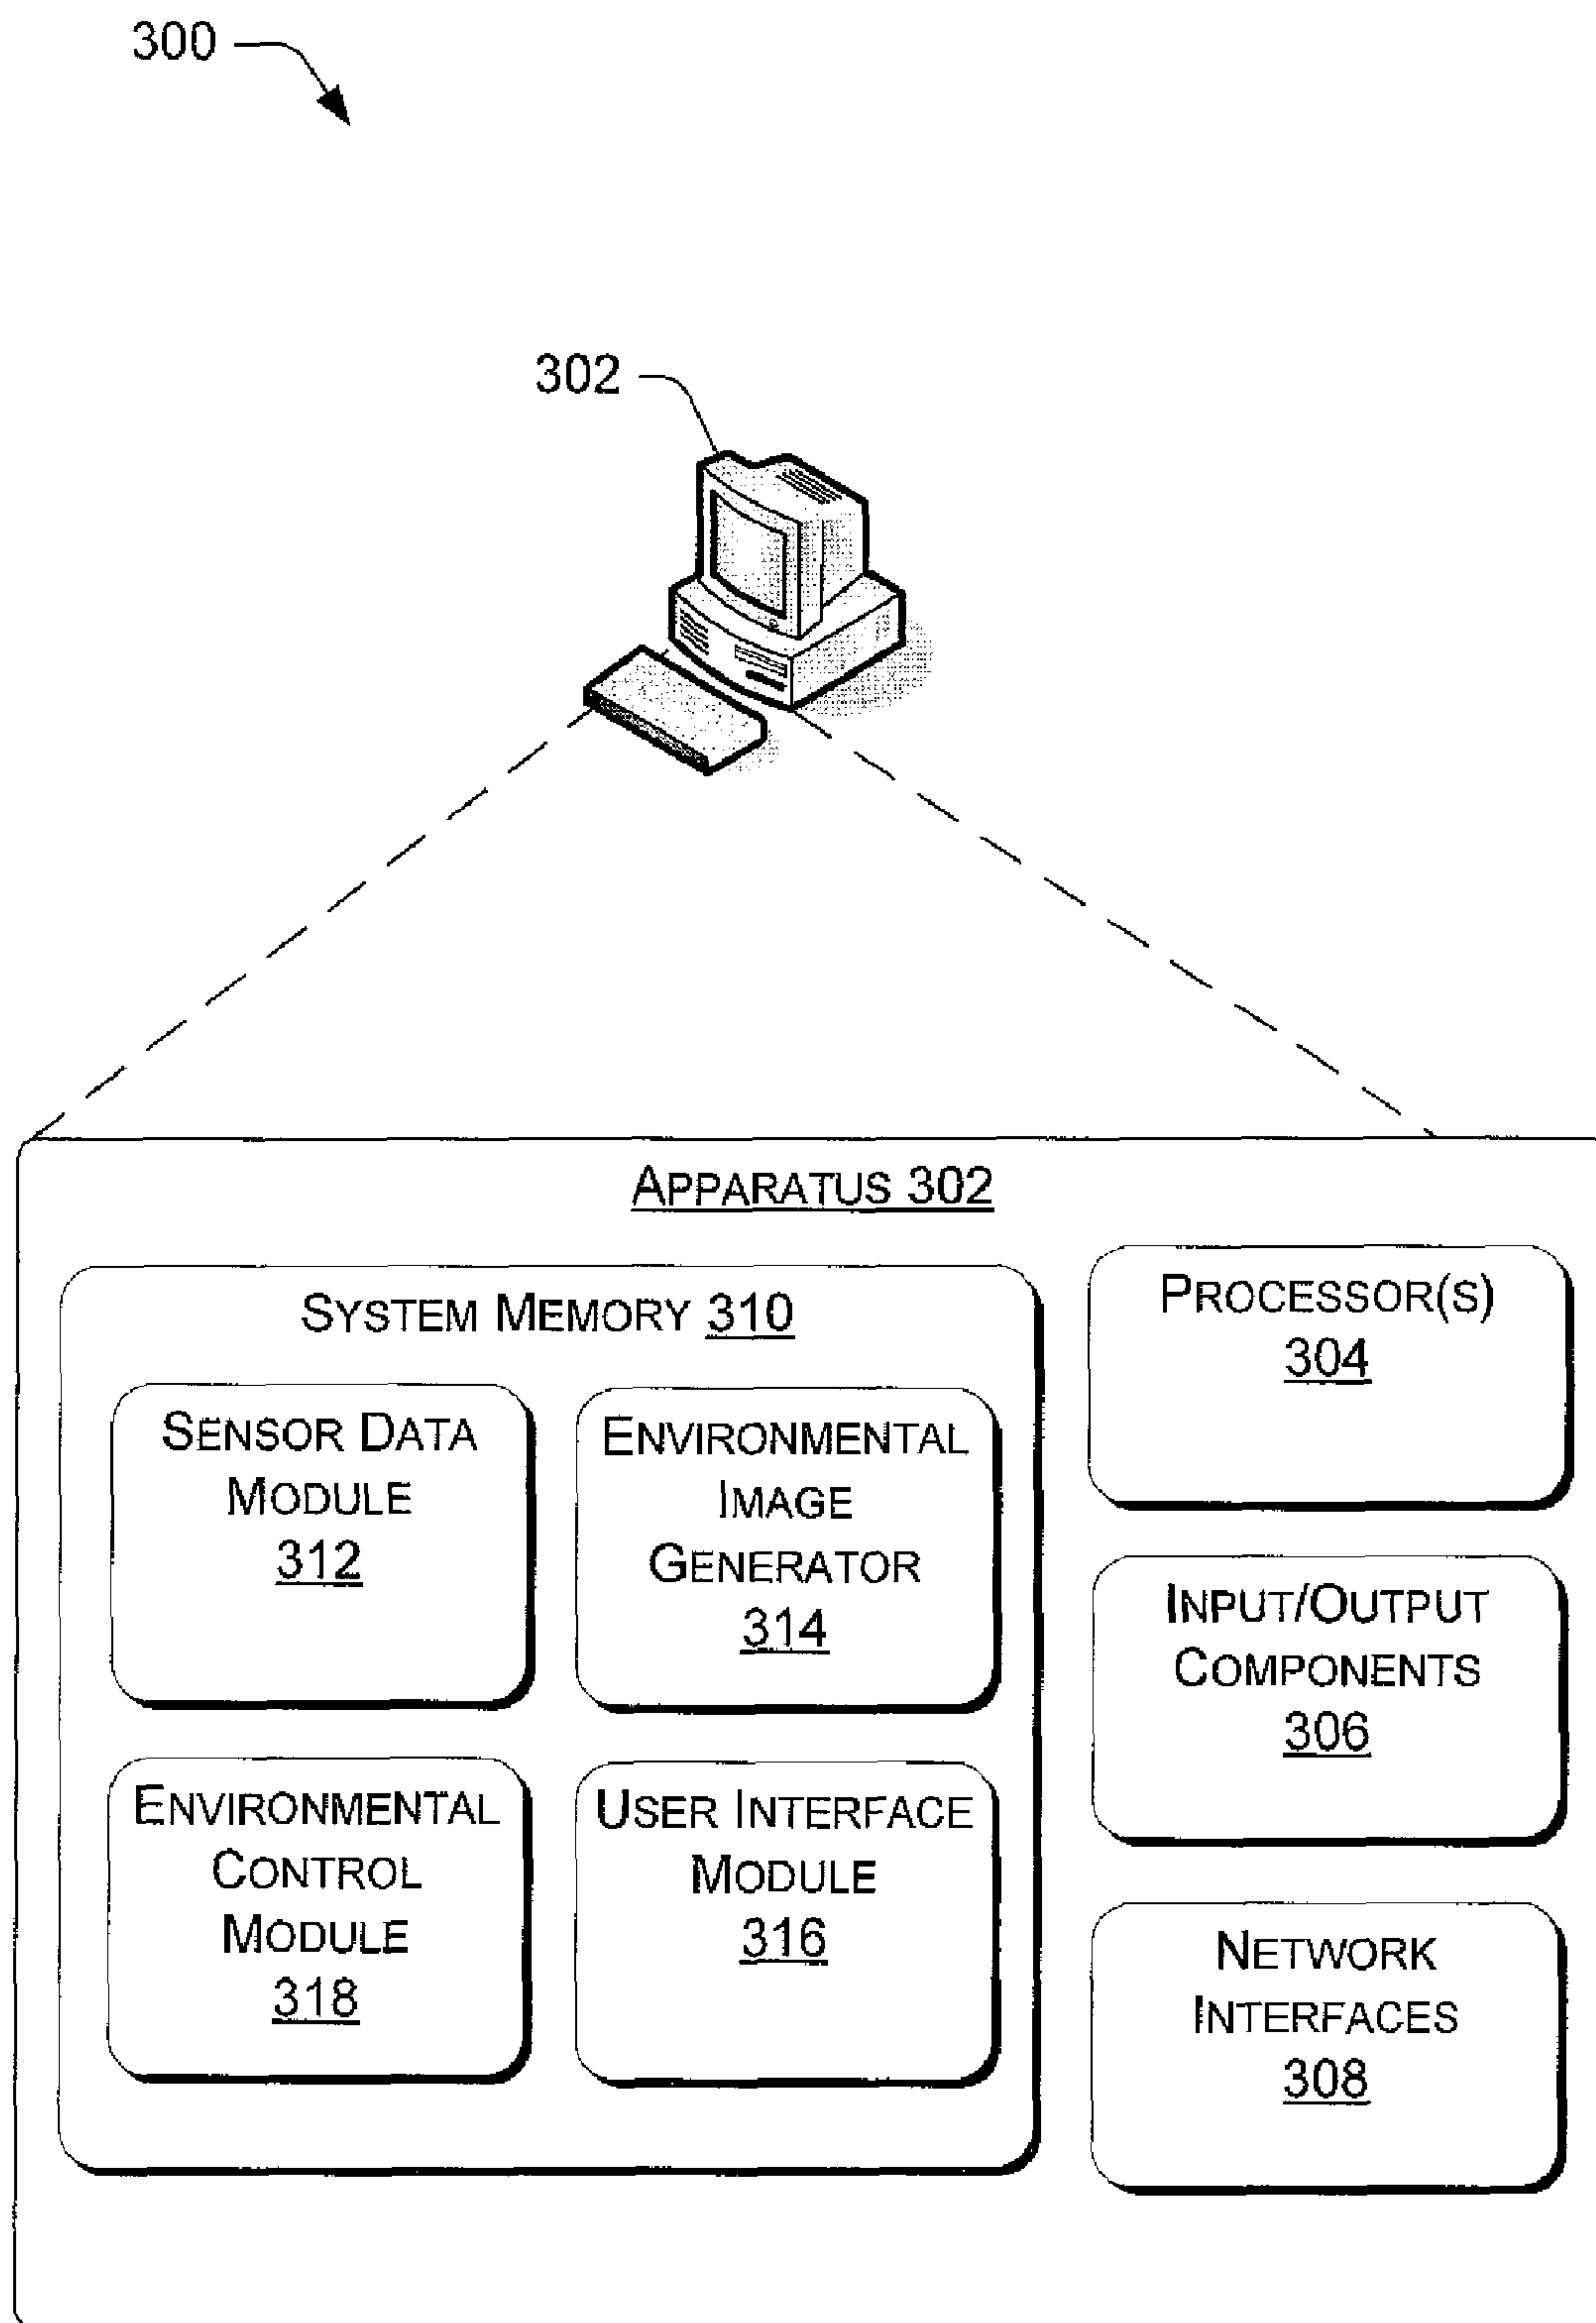 300
302
APPARATUS 302
SYSTEM MEMORY 310
SENSOR DATA
MODULE
312
ENVIRONMENTAL
IMAGE
GENERATOR
314
ENVIRONMENTAL
CONTROL
MODULE
318
USER INTERFACE
MODULE
316
PROCESSOR(S)
304
INPUT/OUTPUT
COMPONENTS
306
NETWORK
INTERFACES
308